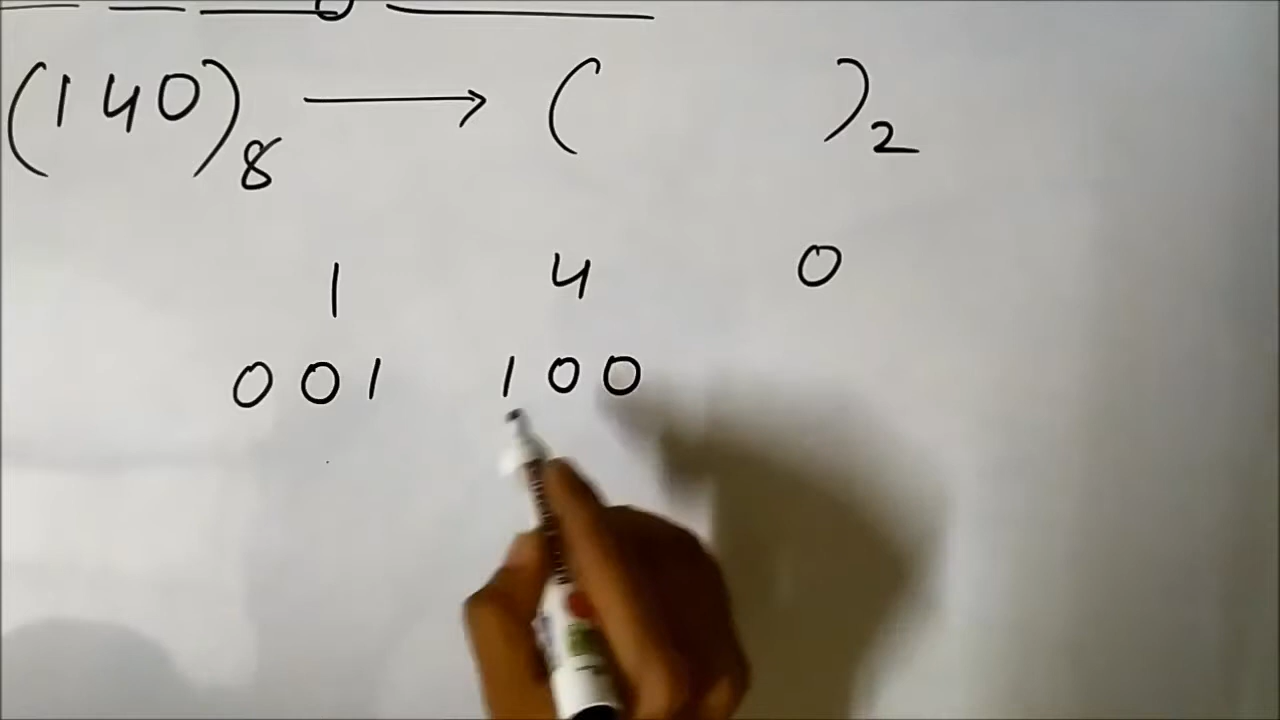 (140)8 → ( )2
1 4 0
001 100